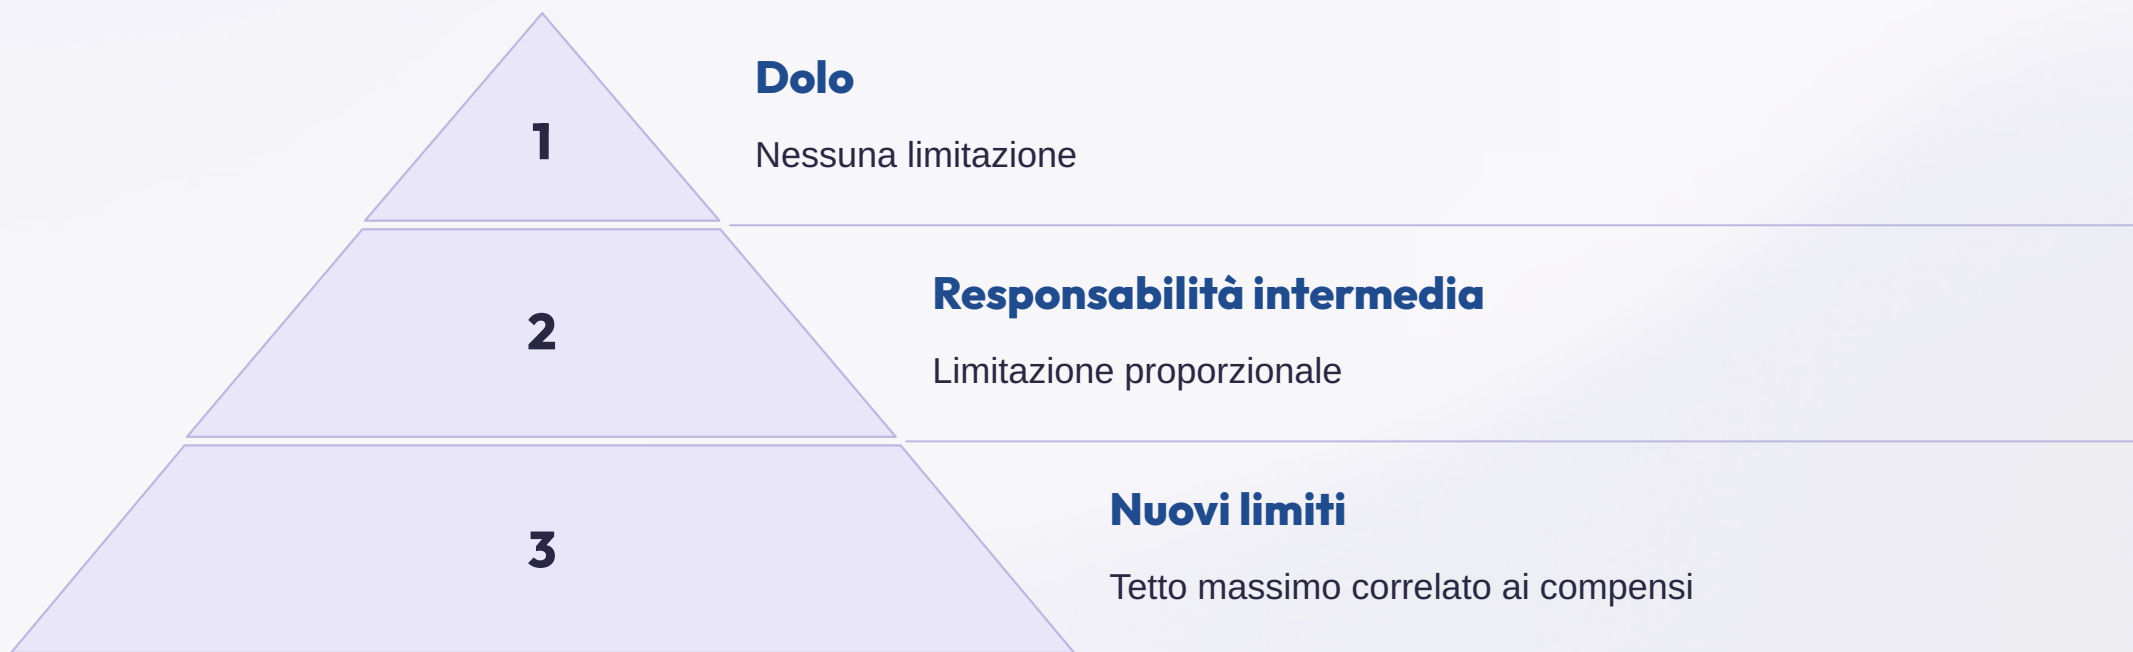 1
Dolo
Nessuna limitazione
2
Responsabilità intermedia
Limitazione proporzionale
3
Nuovi limiti
Tetto massimo correlato ai compensi